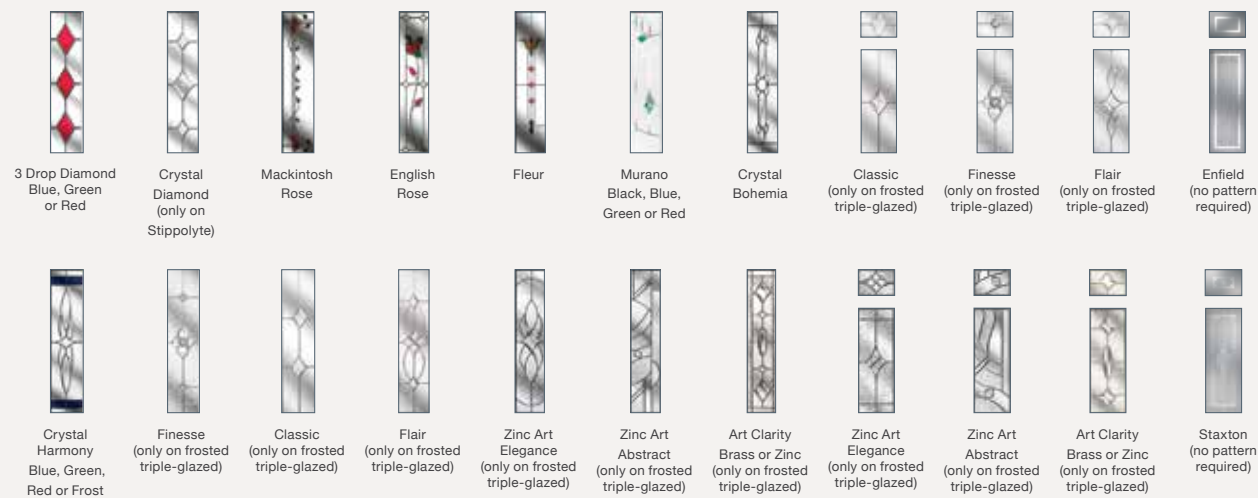 3 Drop Diamond
Blue, Green
or Red
Crystal
Diamond
(only on
Stippolyte)
Mackintosh
Rose
English
Rose
Fleur
Murano
Black, Blue,
Green or Red
Crystal
Bohemia
Classic
(only on frosted
triple-glazed)
Finesse
(only on frosted
triple-glazed)
Flair
(only on frosted
triple-glazed)
Enfield
(no pattern
required)
Crystal
Harmony
Blue, Green,
Red or Frost
Finesse
(only on frosted
triple-glazed)
Classic
(only on frosted
triple-glazed)
Flair
(only on frosted
triple-glazed)
Zinc Art
Elegance
(only on frosted
triple-glazed)
Zinc Art
Abstract
(only on frosted
triple-glazed)
Art Clarity
Brass or Zinc
(only on frosted
triple-glazed)
Zinc Art
Elegance
(only on frosted
triple-glazed)
Zinc Art
Abstract
(only on frosted
triple-glazed)
Art Clarity
Brass or Zinc
(only on frosted
triple-glazed)
Staxton
(no pattern
required)